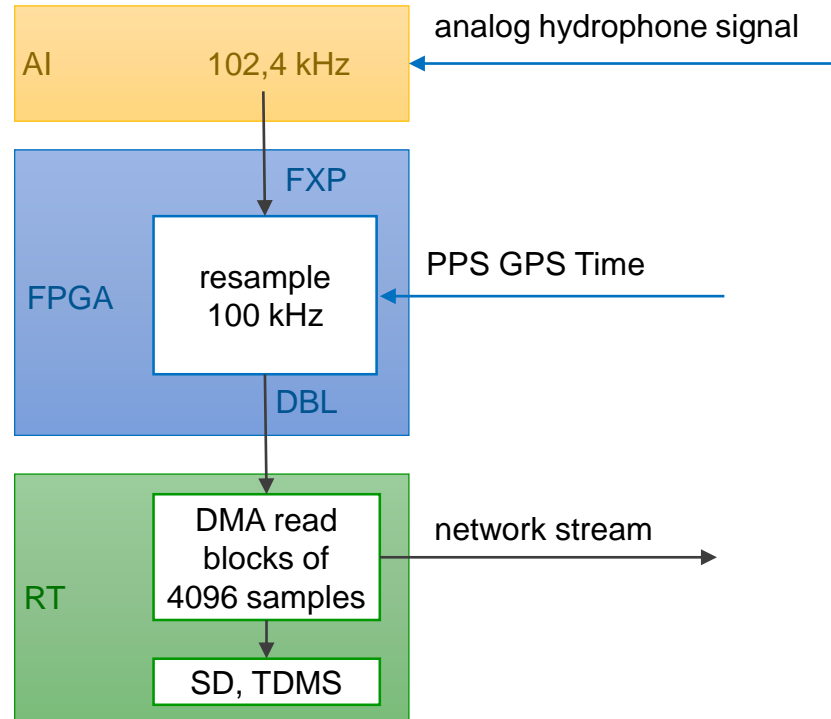 analog hydrophone signal
AI
102,4 kHz
FXP
PPS GPS Time
resample
100 kHz
FPGA
DBL
DMA read
blocks of
4096 samples
network stream
RT
SD, TDMS